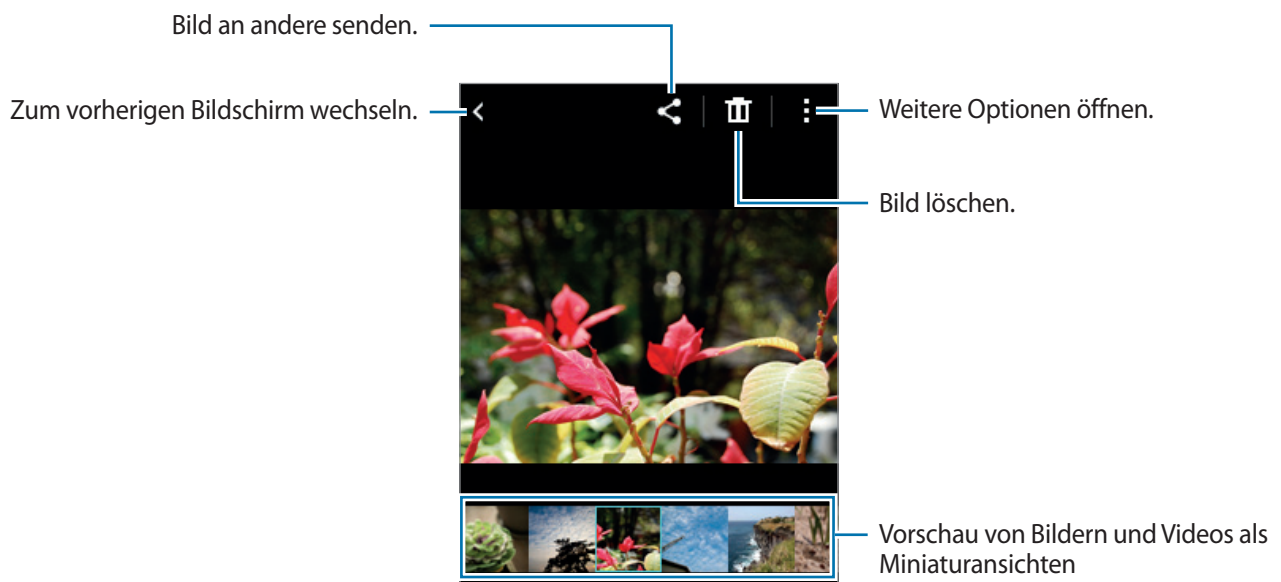 Bild an andere senden.
Zum vorherigen Bildschirm wechseln.
Weitere Optionen öffnen.
Bild löschen.
Vorschau von Bildern und Videos als
Miniaturansichten